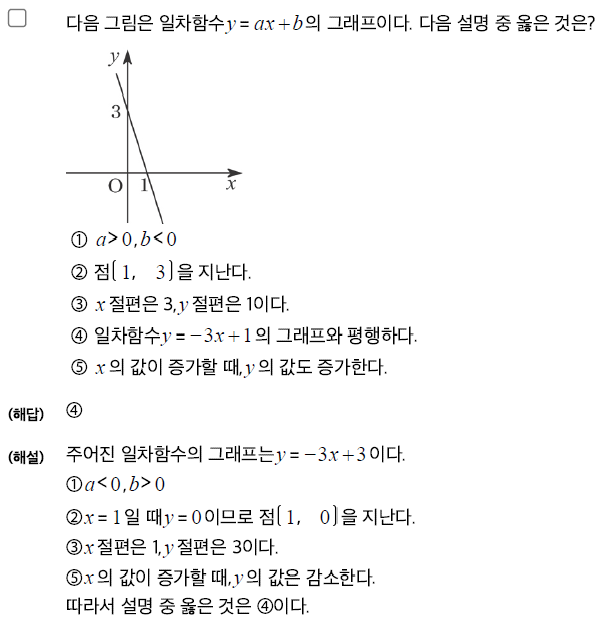 다음 그림은 일차함수 y = ax + b의 그래프이다. 다음 설명 중 옳은 것은?
y
3
O 1 x
① a > 0, b < 0
② 점(1, 3)을 지난다.
③ x절편은 3, y절편은 1이다.
④ 일차함수 y = -3x + 1의 그래프와 평행하다.
⑤ x의 값이 증가할 때, y의 값도 증가한다.
(해답) ④
(해설) 주어진 일차함수의 그래프는 y = -3x + 3이다.
① a < 0, b > 0
② x = 1일 때 y = 0이므로 점(1, 0)을 지난다.
③ x절편은 1, y절편은 3이다.
⑤ x의 값이 증가할 때, y의 값은 감소한다.
따라서 설명 중 옳은 것은 ④이다.